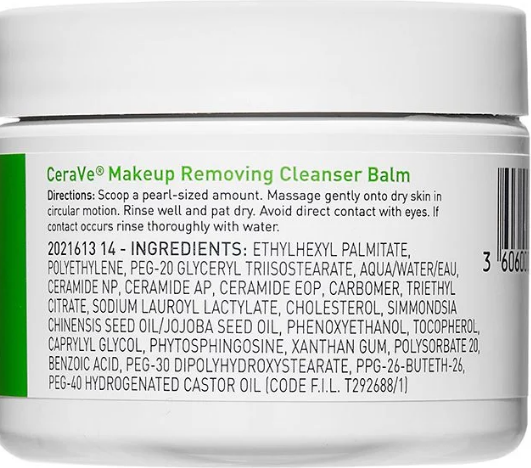 CeraVe® Makeup Removing Cleanser Balm
Directions: Scoop a pearl-sized amount. Massage gently onto dry skin in
circular motion. Rinse well and pat dry. Avoid direct contact with eyes. If
contact occurs rinse thoroughly with water.
2021613 14 - INGREDIENTS: ETHYLHEXYL PALMITATE,
POLYETHYLENE, PEG-20 GLYCERYL TRIISOSTEARATE, AQUA/WATER/EAU,
CERAMIDE NP, CERAMIDE AP, CERAMIDE EOP, CARBOMER, TRIETHYL
CITRATE, SODIUM LAUROYL LACTYLATE, CHOLESTEROL, SIMMONDSIA
CHINENSIS SEED OIL/JOJOBA SEED OIL, PHENOXYETHANOL, TOCOPHEROL,
CAPRYLYL GLYCOL, PHYTOSPHINGOSINE, XANTHAN GUM, POLYSORBATE 20,
BENZOIC ACID, PEG-30 DIPOLYHYDROXYSTEARATE, PPG-26-BUTETH-26,
PEG-40 HYDROGENATED CASTOR OIL (CODE F.I.L. T292688/1)
3